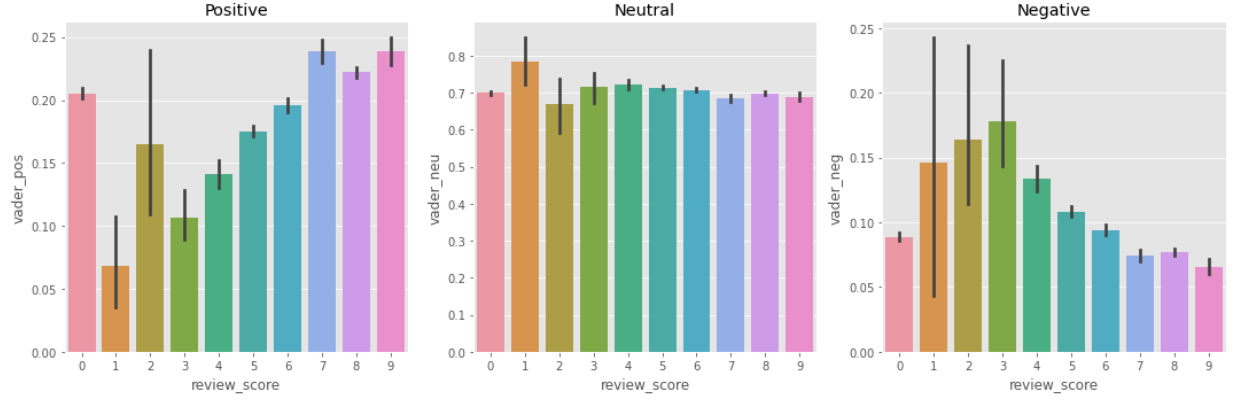 Positive
0.25
0.20
0.15
0.10
0.05
0.00
vader_pos
0 1 2 3 4 5 6 7 8 9
review_score
Neutral
0.8
0.7
0.6
0.5
0.4
0.3
0.2
0.1
0.0
vader_neu
0 1 2 3 4 5 6 7 8 9
review_score
Negative
0.25
0.20
0.15
0.10
0.05
0.00
vader_neg
0 1 2 3 4 5 6 7 8 9
review_score